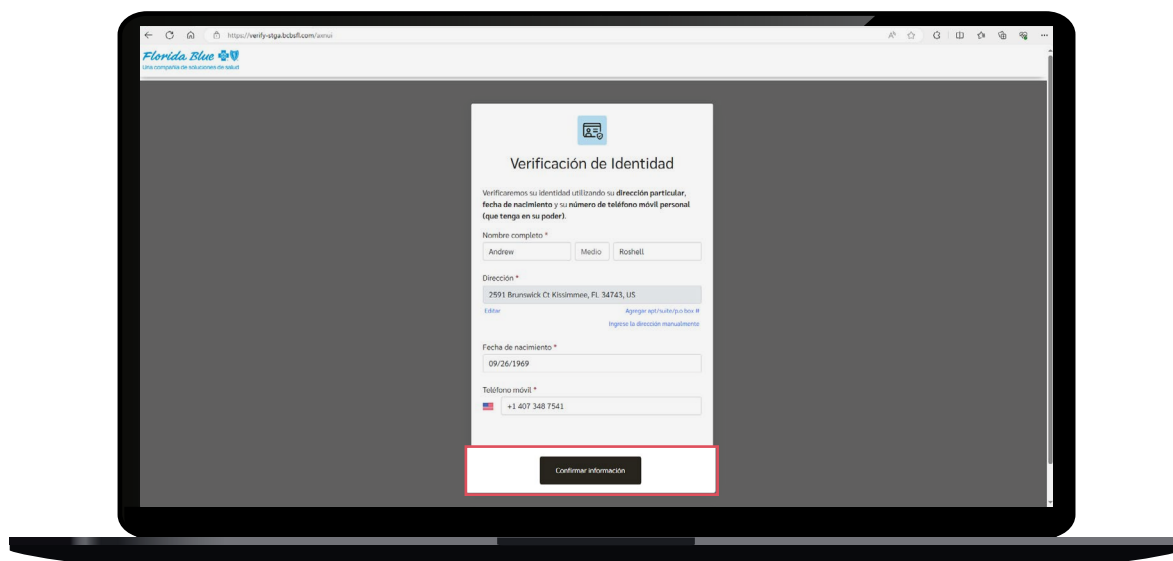 https://verify-stga.bcbsfl.com/aimui
Florida Blue
Una compañía de soluciones de salud
Verificación de Identidad
Verificaremos su identidad utilizando su dirección particular,
fecha de nacimiento y su número de teléfono móvil personal
(que tenga en su poder).
Nombre completo *
Andrew Medio Roshell
Dirección *
2591 Brunswick Ct Kissimmee, FL 34743, US
Editar Agregar apt/suite/p.o box #
Ingrese la dirección manualmente
Fecha de nacimiento *
09/26/1969
Teléfono móvil *
+1 407 348 7541
Confirmar información